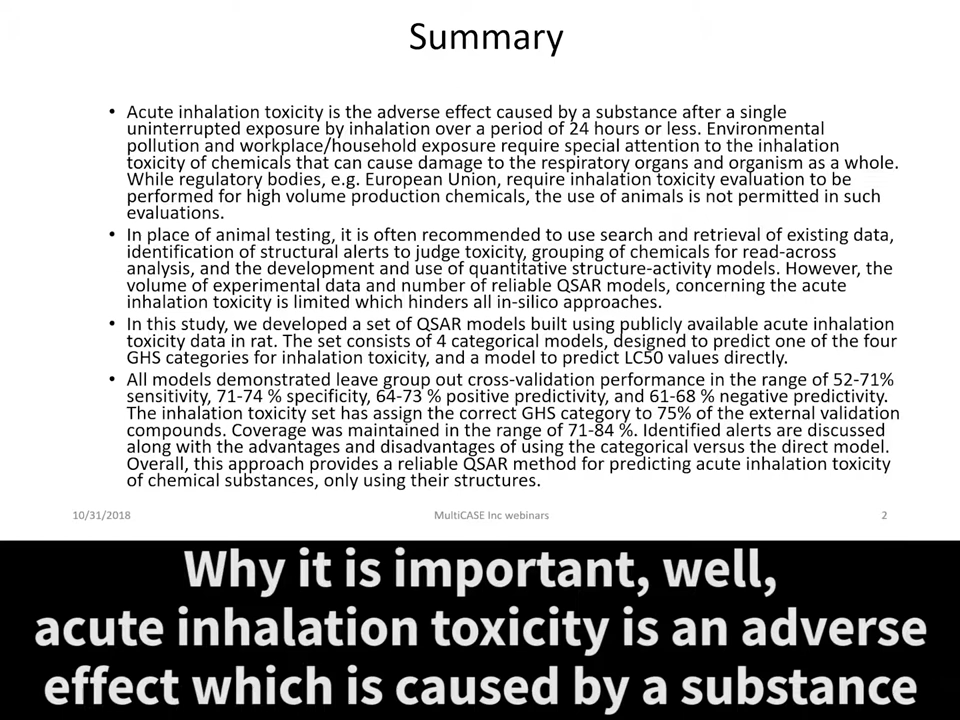 Summary
• Acute inhalation toxicity is the adverse effect caused by a substance after a single
uninterrupted exposure by inhalation over a period of 24 hours or less. Environmental
pollution and workplace/household exposure require special attention to the inhalation
toxicity of chemicals that can cause damage to the respiratory organs and organism as a whole.
While regulatory bodies, e.g. European Union, require inhalation toxicity evaluation to be
performed for high volume production chemicals, the use of animals is not permitted in such
evaluations.
• In place of animal testing, it is often recommended to use search and retrieval of existing data,
identification of structural alerts to judge toxicity, grouping of chemicals for read-across
analysis, and the development and use of quantitative structure-activity models. However, the
volume of experimental data and number of reliable QSAR models, concerning the acute
inhalation toxicity is limited which hinders all in-silico approaches.
• In this study, we developed a set of QSAR models built using publicly available acute inhalation
toxicity data in rat. The set consists of 4 categorical models, designed to predict one of the four
GHS categories for inhalation toxicity, and a model to predict LC50 values directly.
• All models demonstrated leave group out cross-validation performance in the range of 52-71%
sensitivity, 71-74 % specificity, 64-73 % positive predictivity, and 61-68 % negative predictivity.
The inhalation toxicity set has assign the correct GHS category to 75% of the external validation
compounds. Coverage was maintained in the range of 71-84 %. Identified alerts are discussed
along with the advantages and disadvantages of using the categorical versus the direct model.
Overall, this approach provides a reliable QSAR method for predicting acute inhalation toxicity
of chemical substances, only using their structures.
10/31/2018
MultiCASE Inc webinars
2
Why it is important, well,
acute inhalation toxicity is an adverse
effect which is caused by a substance